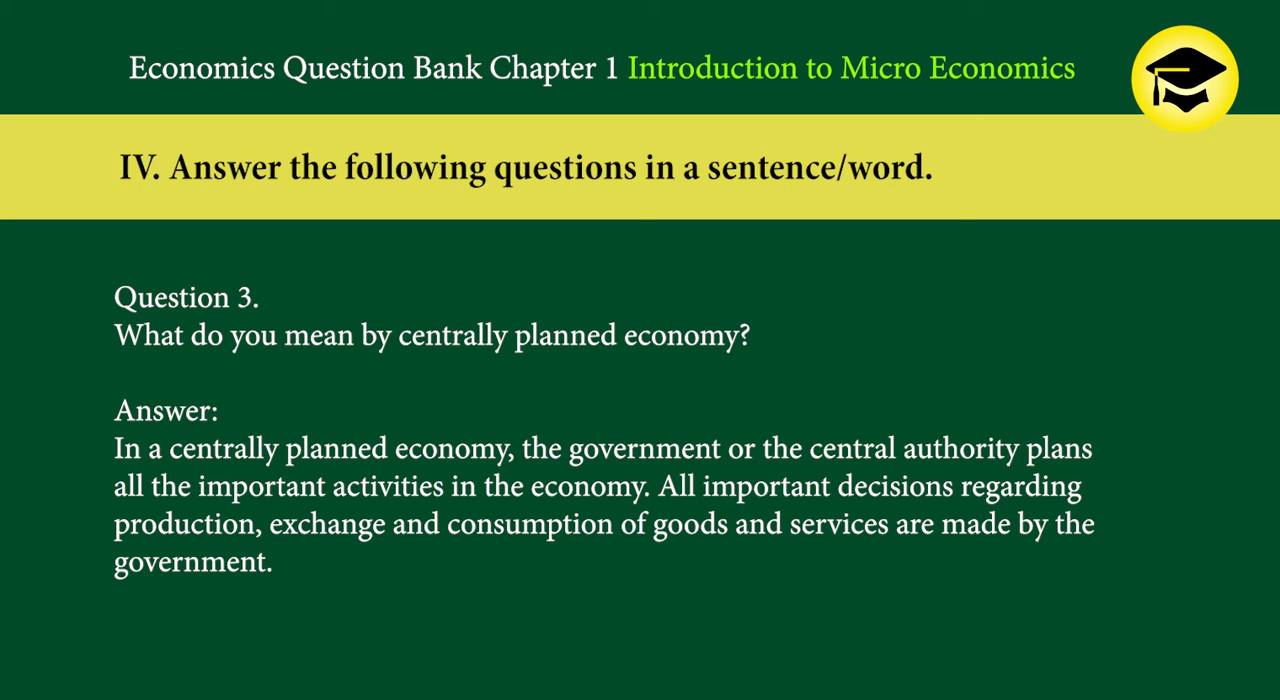 Economics Question Bank Chapter 1 Introduction to Micro Economics
IV. Answer the following questions in a sentence/word.
Question 3.
What do you mean by centrally planned economy?
Answer:
In a centrally planned economy, the government or the central authority plans
all the important activities in the economy. All important decisions regarding
production, exchange and consumption of goods and services are made by the
government.